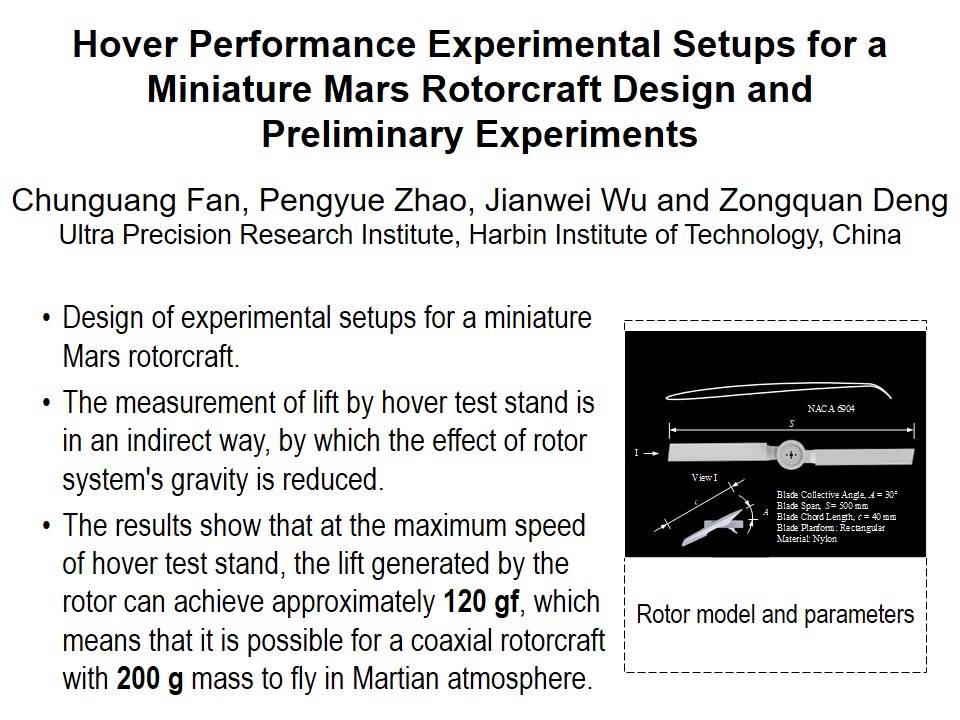 Hover Performance Experimental Setups for a
Miniature Mars Rotorcraft Design and
Preliminary Experiments
Chunguang Fan, Pengyue Zhao, Jianwei Wu and Zongquan Deng
Ultra Precision Research Institute, Harbin Institute of Technology, China
• Design of experimental setups for a miniature
Mars rotorcraft.
• The measurement of lift by hover test stand is
in an indirect way, by which the effect of rotor
system's gravity is reduced.
• The results show that at the maximum speed
of hover test stand, the lift generated by the
rotor can achieve approximately 120 gf, which
means that it is possible for a coaxial rotorcraft
with 200 g mass to fly in Martian atmosphere.
NACA 6904
S
I
View I
c
A
Blade Collective Angle, A = 30°
Blade Span, S = 500 mm
Blade Chord Length, c = 40 mm
Blade Planform: Rectangular
Material: Nylon
Rotor model and parameters